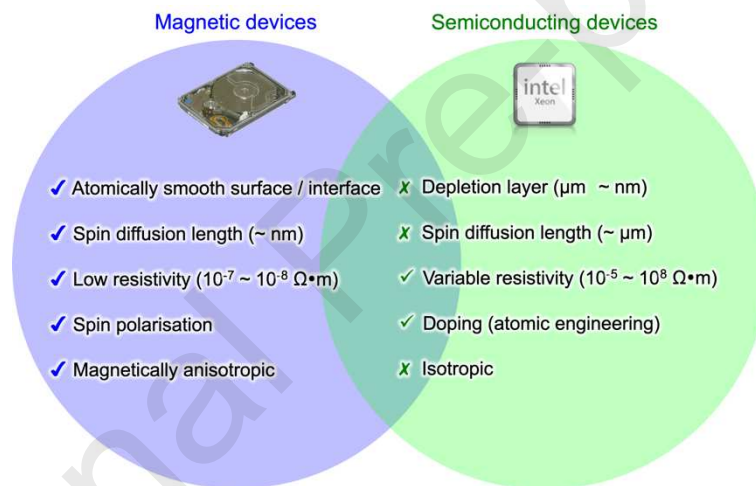 Magnetic devices
Semiconducting devices
intel
Xeon
✔ Atomically smooth surface / interface
✗ Depletion layer (μm ~ nm)
✔ Spin diffusion length (~ nm)
✗ Spin diffusion length (~ μm)
✔ Low resistivity (10⁻⁷ ~ 10⁻⁸ Ω•m)
✓ Variable resistivity (10⁻⁵ ~ 10⁸ Ω•m)
✔ Spin polarisation
✓ Doping (atomic engineering)
✔ Magnetically anisotropic
✗ Isotropic
nal Pre-p